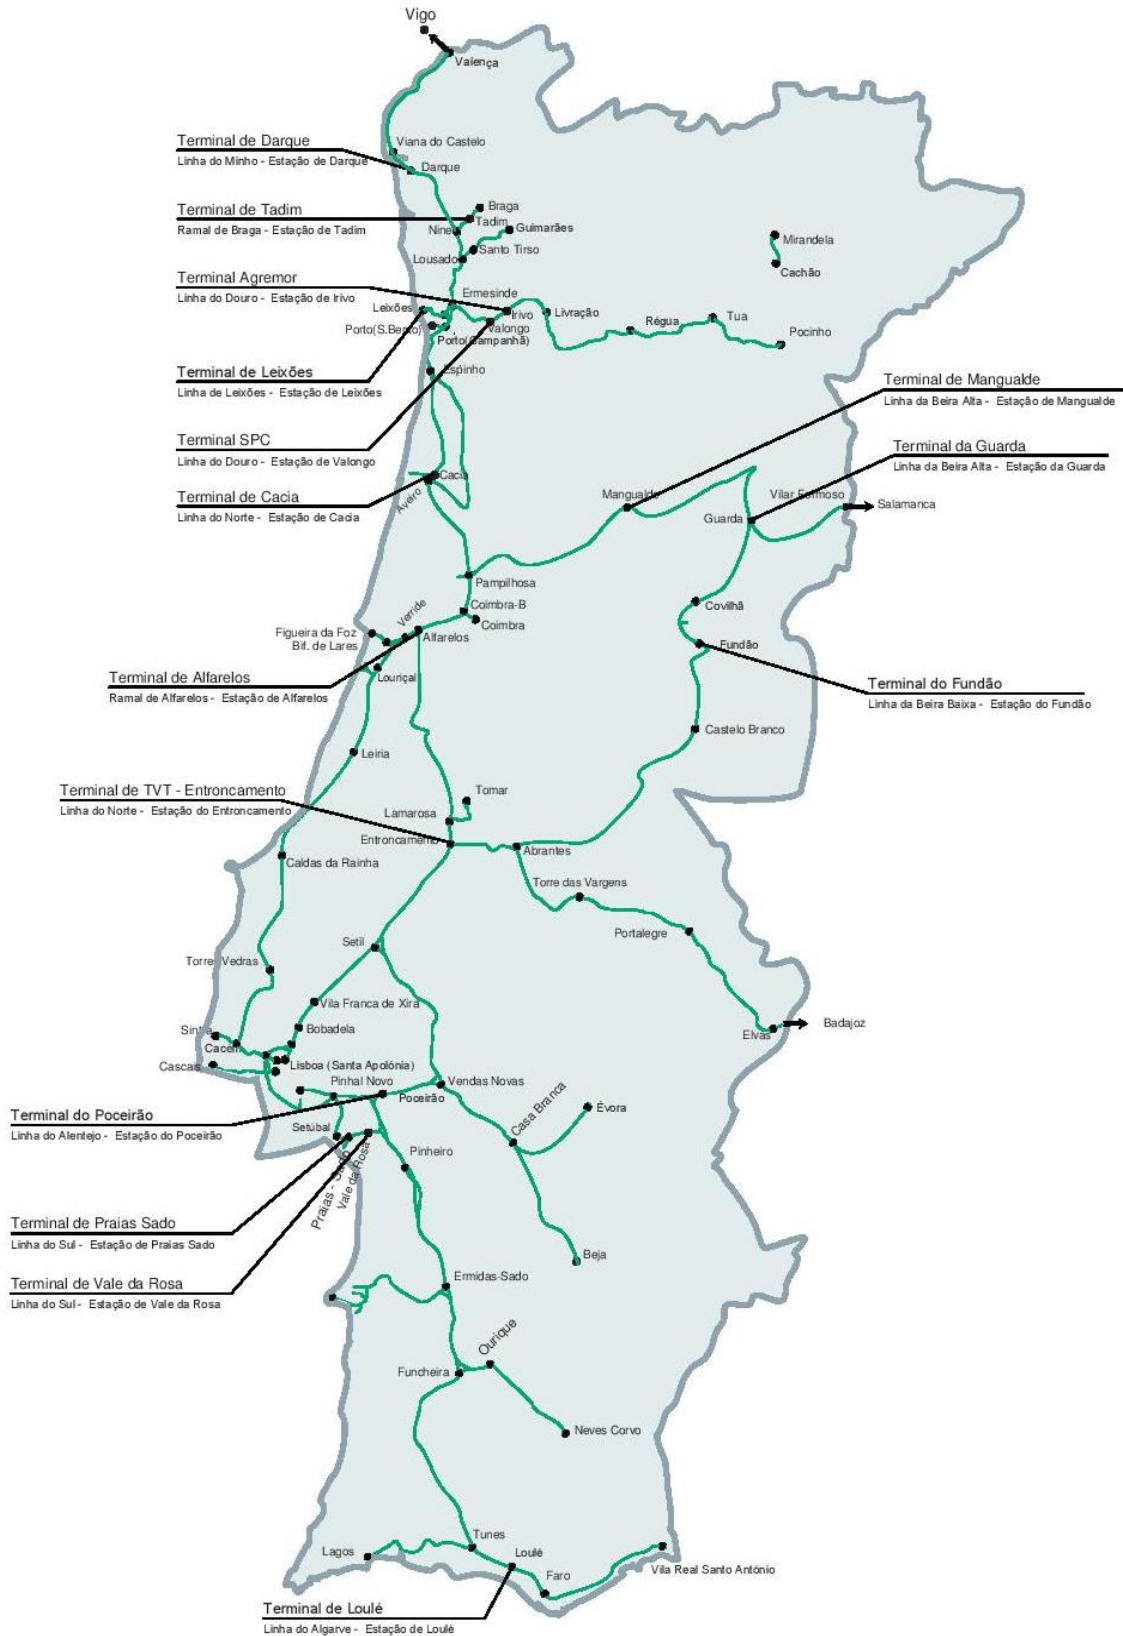 Vigo
Valença
Terminal de Darque
Linha do Minho - Estação de Darque
Viana do Castelo
Darque
Terminal de Tadim
Ramal de Braga - Estação de Tadim
Braga
Tadim
Nine
Guimarães
Santo Tirso
Lousado
Mirandela
Cachão
Terminal Agremor
Linha do Douro - Estação de Irivo
Ermesinde
Leixões
Irivo
Livração
Valongo
Porto(S.Bento)
Porto(Campanhã)
Régua
Tua
Pocinho
Terminal de Leixões
Linha de Leixões - Estação de Leixões
Espinho
Terminal de Mangualde
Linha da Beira Alta - Estação de Mangualde
Terminal SPC
Linha do Douro - Estação de Valongo
Terminal da Guarda
Linha da Beira Alta - Estação da Guarda
Terminal de Cacia
Linha do Norte - Estação de Cacia
Cacia
Aveiro
Mangualde
Vilar Formoso
Guarda
Salamanca
Pampilhosa
Coimbra-B
Coimbra
Covilhã
Verride
Figueira da Foz
Bif. de Lares
Alfarelos
Fundão
Louriçal
Terminal de Alfarelos
Ramal de Alfarelos - Estação de Alfarelos
Terminal do Fundão
Linha da Beira Baixa - Estação do Fundão
Castelo Branco
Leiria
Terminal de TVT - Entroncamento
Linha do Norte - Estação do Entroncamento
Tomar
Lamarosa
Entroncamento
Abrantes
Caldas da Rainha
Torre das Vargens
Portalegre
Setil
Torres Vedras
Vila Franca de Xira
Bobadela
Sintra
Cacem
Elvas
Badajoz
Cascais
Lisboa (Santa Apolónia)
Pinhal Novo
Poceirão
Vendas Novas
Casa Branca
Évora
Terminal do Poceirão
Linha do Alentejo - Estação do Poceirão
Setúbal
Praias - Sado
Vale da Rosa
Pinheiro
Terminal de Praias Sado
Linha do Sul - Estação de Praias Sado
Beja
Terminal de Vale da Rosa
Linha do Sul - Estação de Vale da Rosa
Ermidas-Sado
Ourique
Funcheira
Neves Corvo
Tunes
Lagos
Loulé
Faro
Vila Real Santo António
Terminal de Loulé
Linha do Algarve - Estação de Loulé